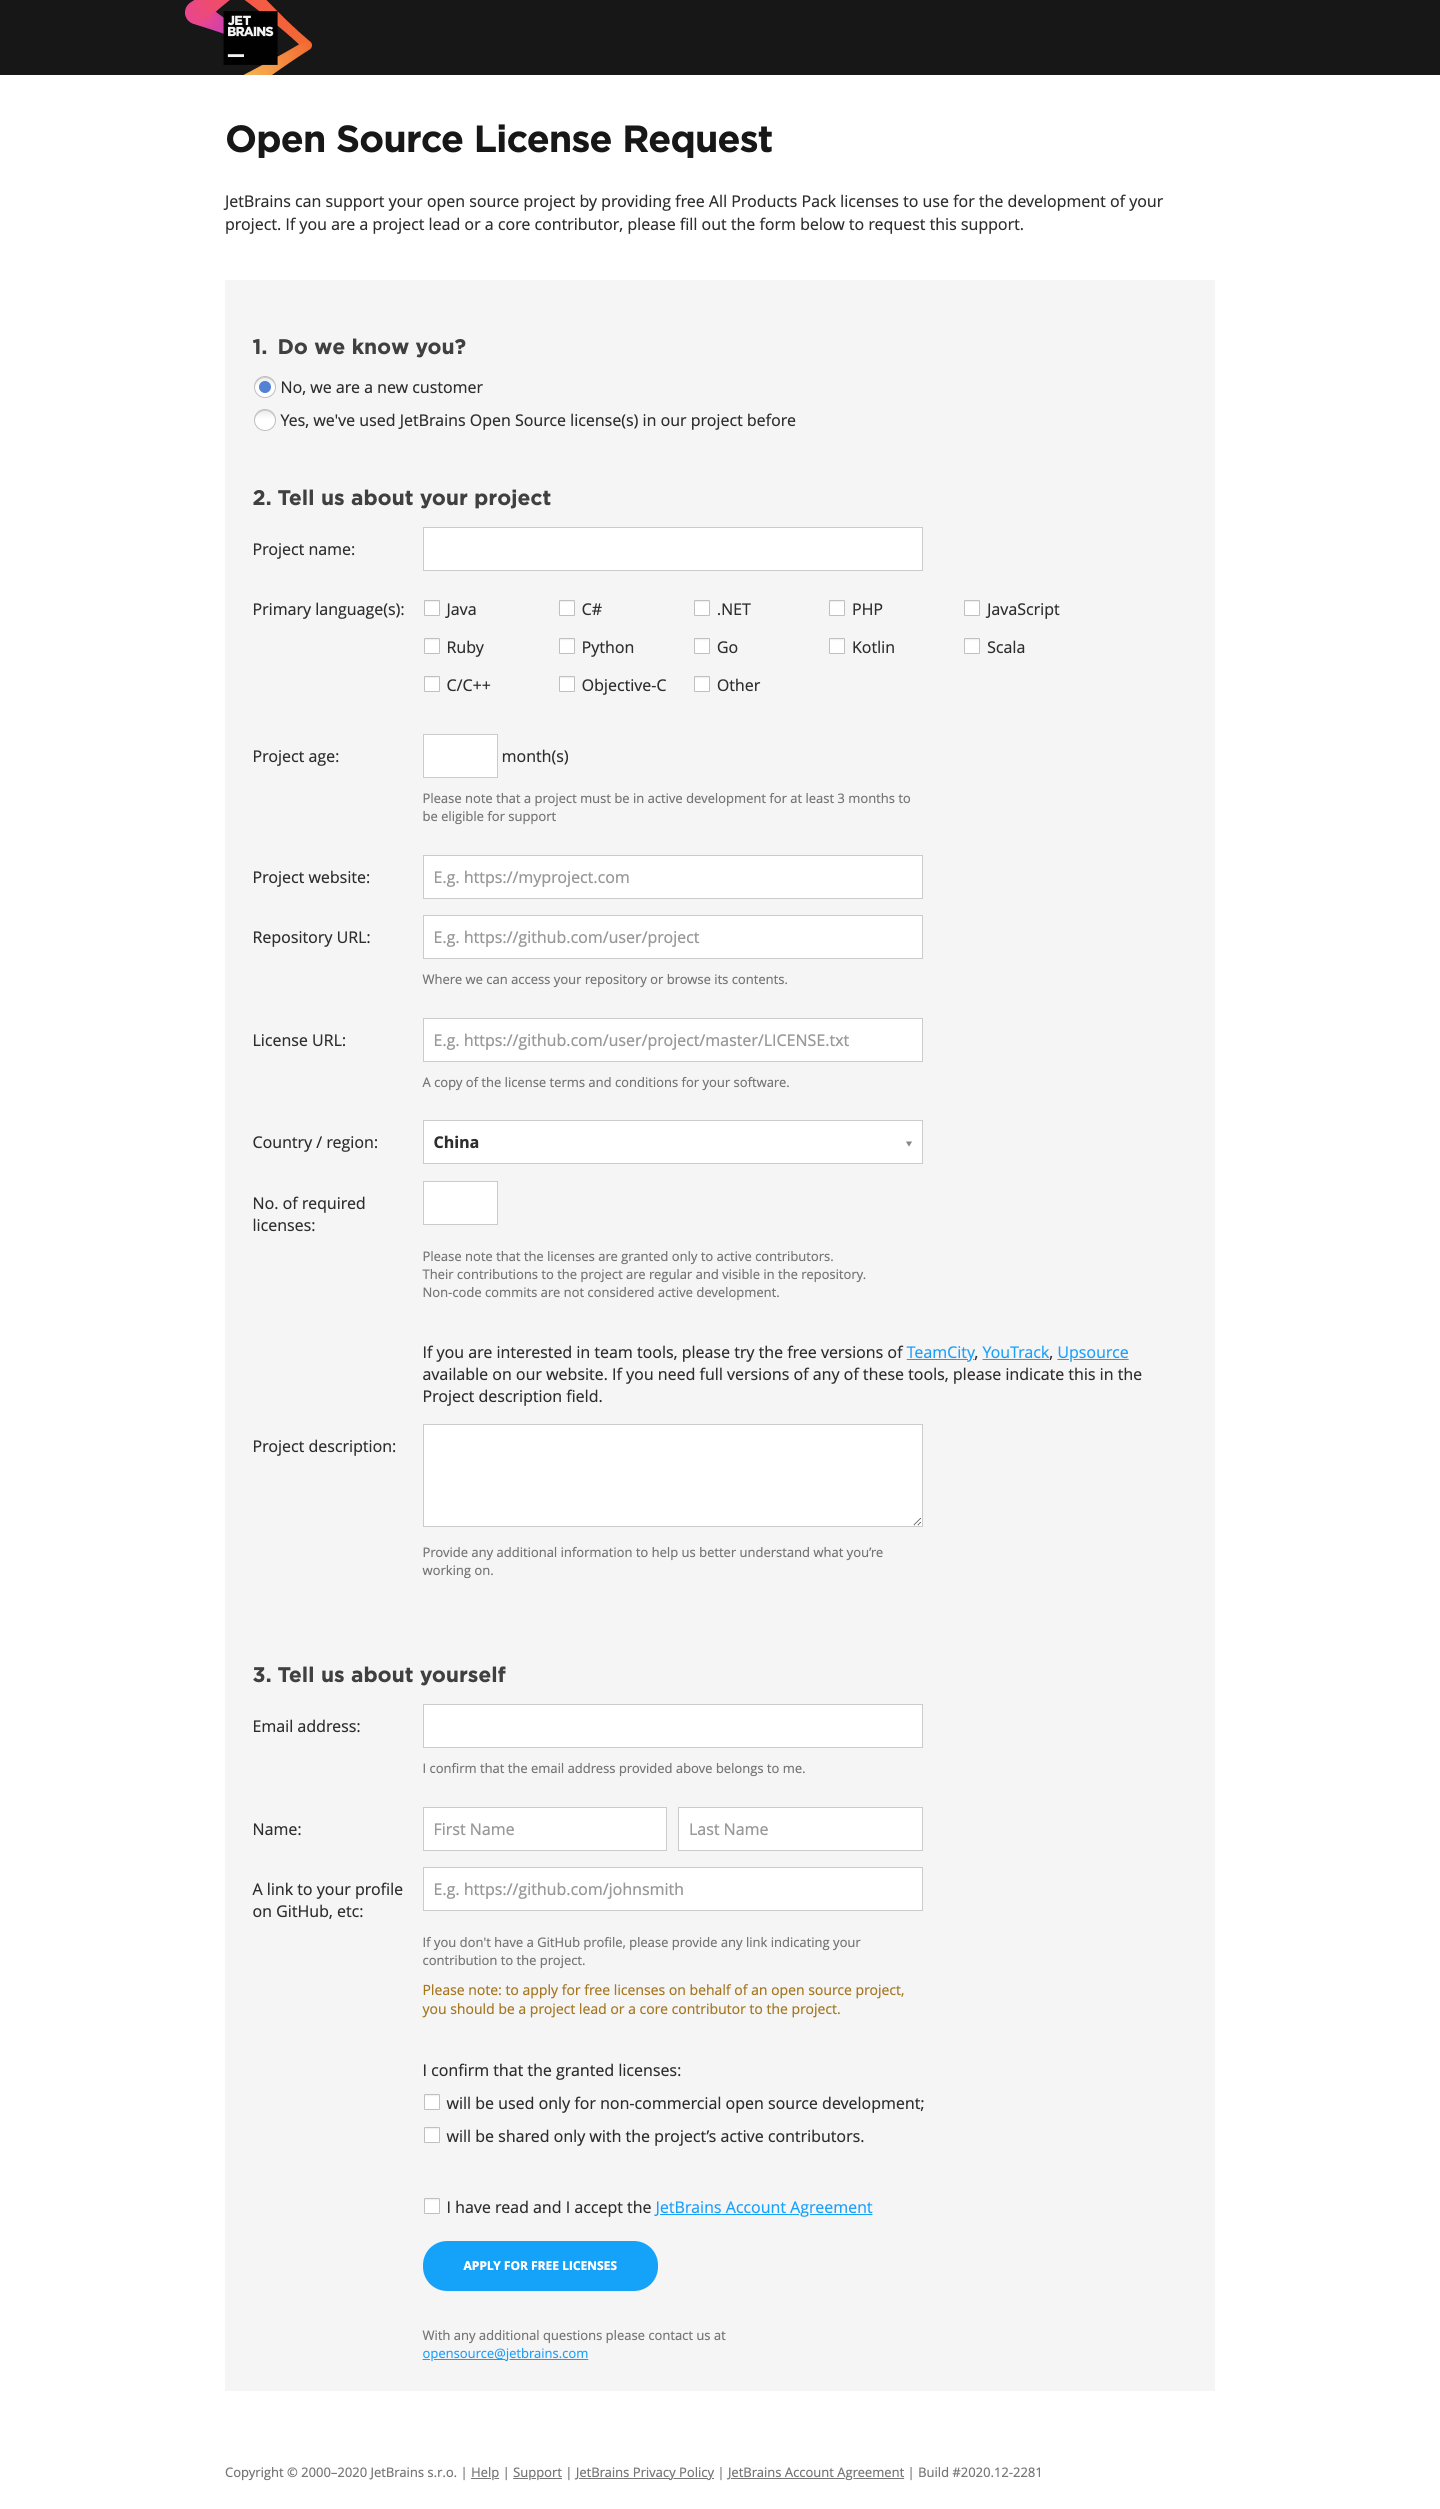 JET
BRAINS
Open Source License Request
JetBrains can support your open source project by providing free All Products Pack licenses to use for the development of your
project. If you are a project lead or a core contributor, please fill out the form below to request this support.
1. Do we know you?
No, we are a new customer
Yes, we've used JetBrains Open Source license(s) in our project before
2. Tell us about your project
Project name:
Primary language(s): Java C# .NET PHP JavaScript
Ruby Python Go Kotlin Scala
C/C++ Objective-C Other
Project age: month(s)
Please note that a project must be in active development for at least 3 months to
be eligible for support
Project website: E.g. https://myproject.com
Repository URL: E.g. https://github.com/user/project
Where we can access your repository or browse its contents.
License URL: E.g. https://github.com/user/project/master/LICENSE.txt
A copy of the license terms and conditions for your software.
Country / region: China
No. of required
licenses:
Please note that the licenses are granted only to active contributors.
Their contributions to the project are regular and visible in the repository.
Non-code commits are not considered active development.
If you are interested in team tools, please try the free versions of TeamCity, YouTrack, Upsource
available on our website. If you need full versions of any of these tools, please indicate this in the
Project description field.
Project description:
Provide any additional information to help us better understand what you're
working on.
3. Tell us about yourself
Email address:
I confirm that the email address provided above belongs to me.
Name: First Name Last Name
A link to your profile
on GitHub, etc:
E.g. https://github.com/johnsmith
If you don't have a GitHub profile, please provide any link indicating your
contribution to the project.
Please note: to apply for free licenses on behalf of an open source project,
you should be a project lead or a core contributor to the project.
I confirm that the granted licenses:
will be used only for non-commercial open source development;
will be shared only with the project’s active contributors.
I have read and I accept the JetBrains Account Agreement
APPLY FOR FREE LICENSES
With any additional questions please contact us at
opensource@jetbrains.com
Copyright © 2000–2020 JetBrains s.r.o. | Help | Support | JetBrains Privacy Policy | JetBrains Account Agreement | Build #2020.12-2281